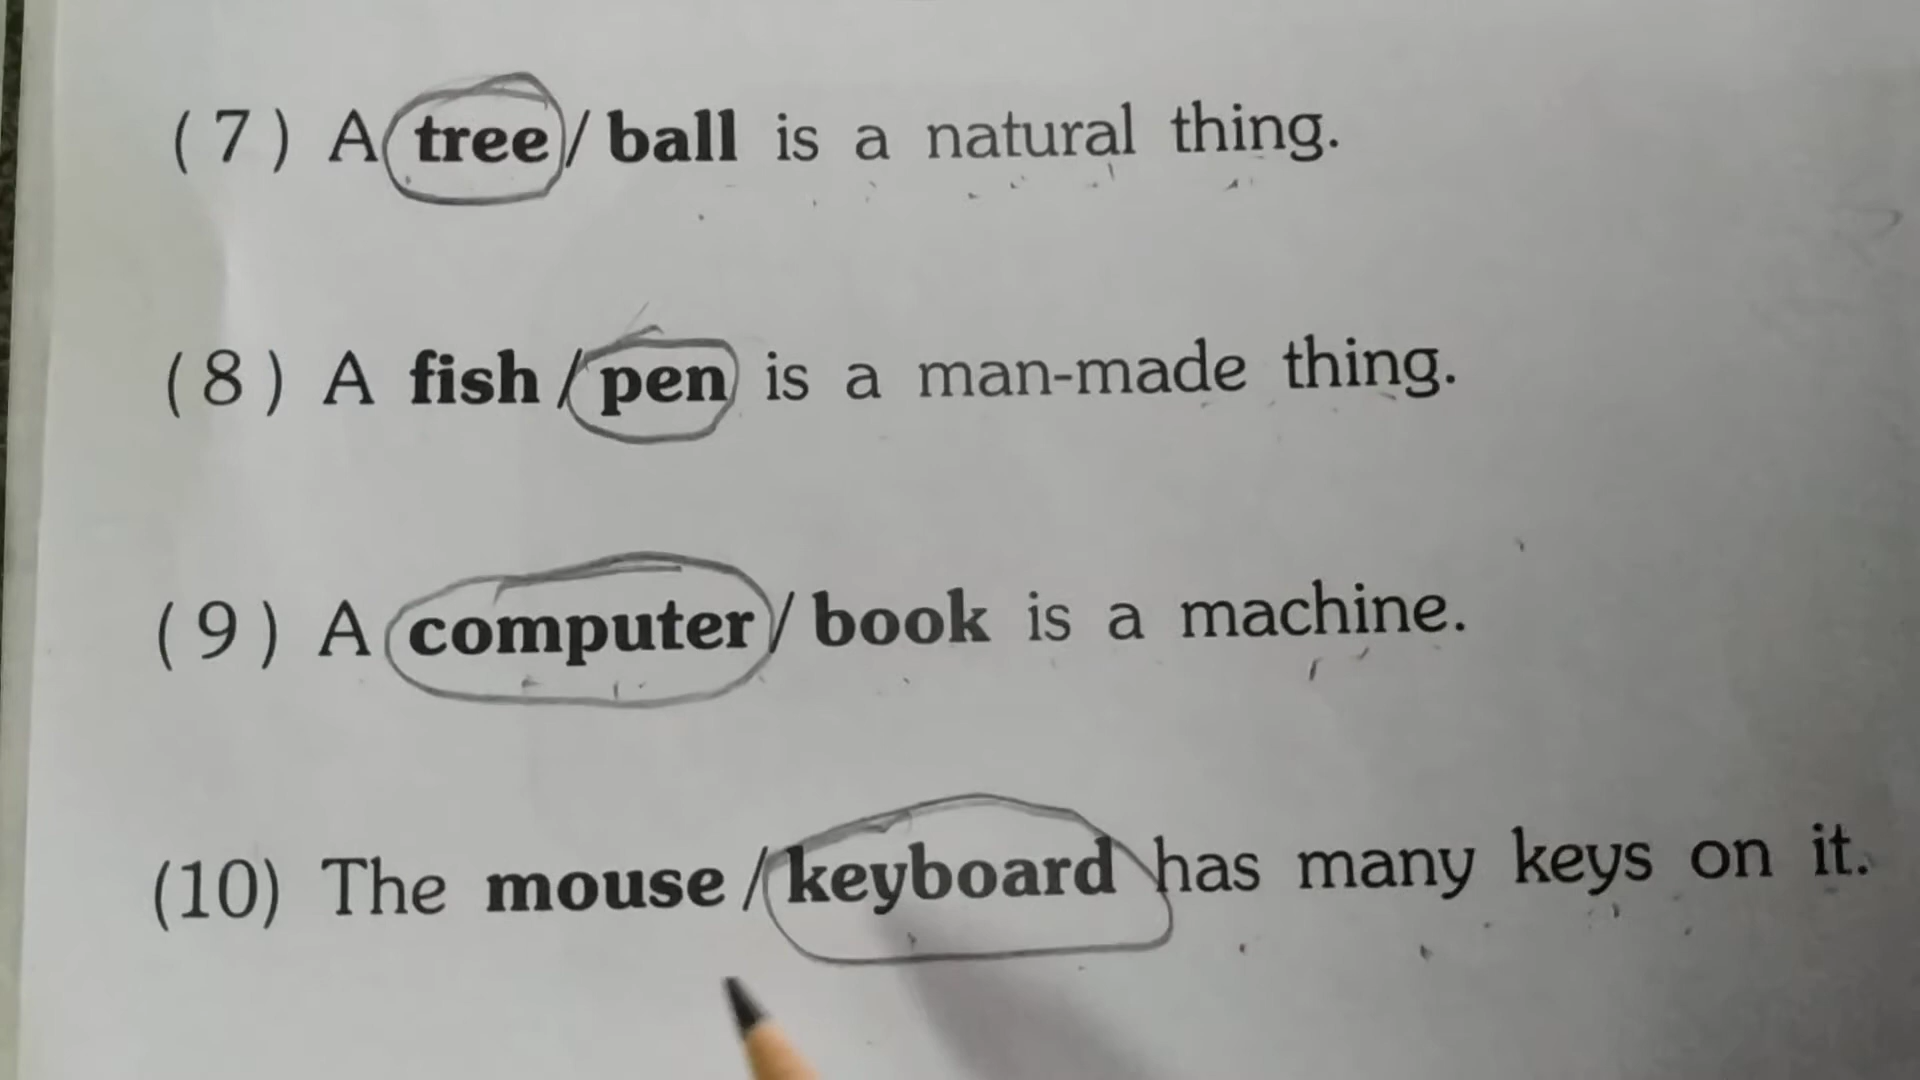 (7) A tree / ball is a natural thing.
(8) A fish / pen is a man-made thing.
(9) A computer / book is a machine.
(10) The mouse / keyboard has many keys on it.